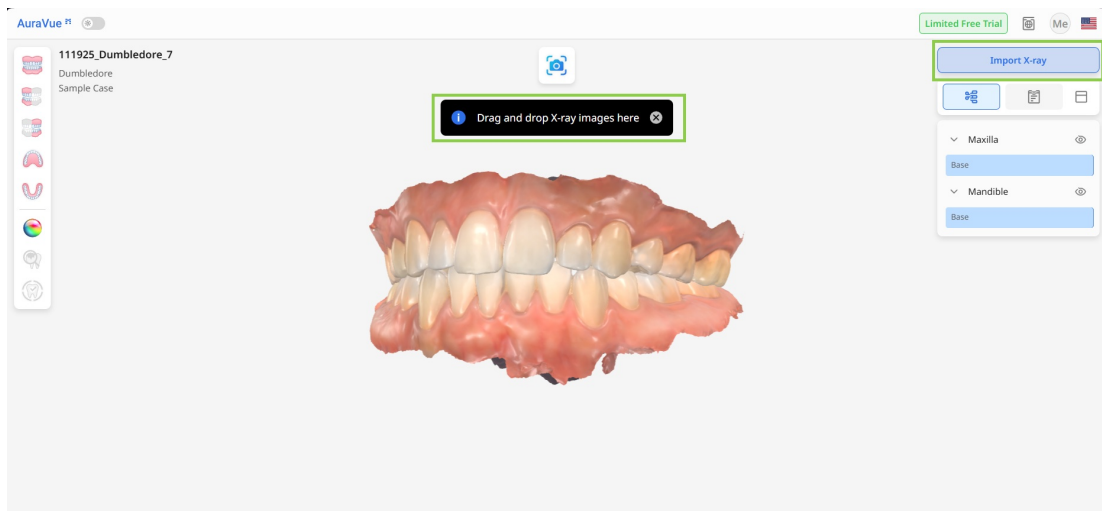 AuraVue
Limited Free Trial
Me
111925_Dumbledore_7
Dumbledore
Sample Case
Import X-ray
Drag and drop X-ray images here
Maxilla
Base
Mandible
Base